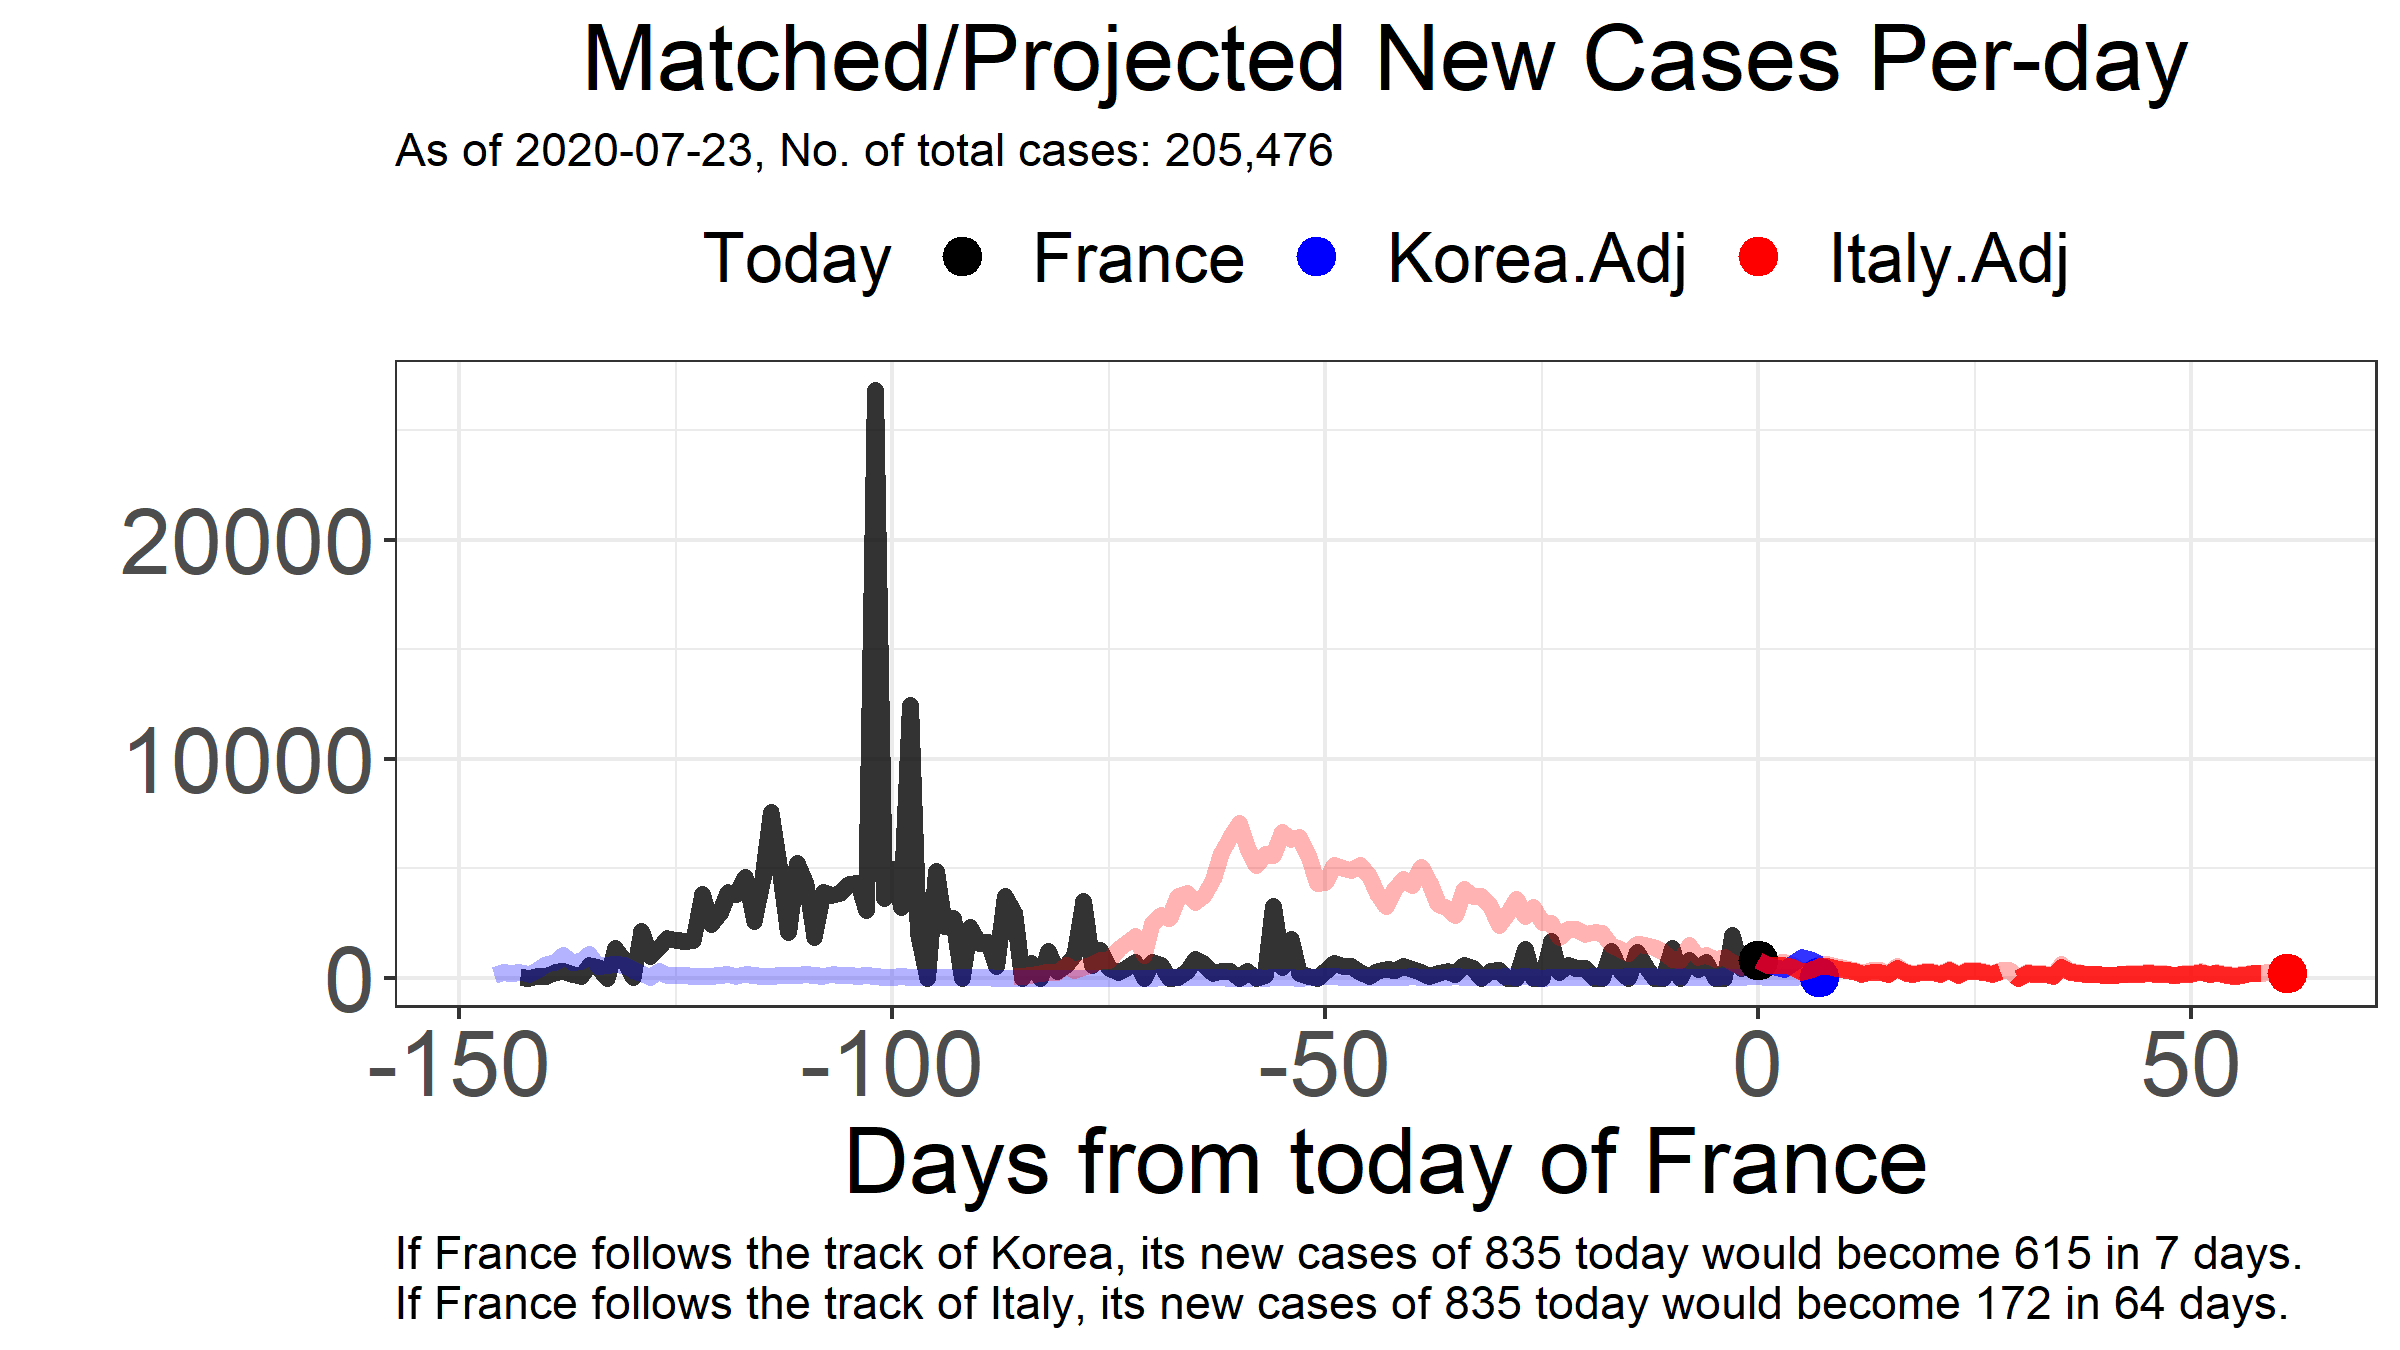 Matched/Projected New Cases Per-day
As of 2020-07-23, No. of total cases: 205,476
Today France Korea.Adj Italy.Adj
20000
10000
0
-150 -100 -50 0 50
Days from today of France
If France follows the track of Korea, its new cases of 835 today would become 615 in 7 days.
If France follows the track of Italy, its new cases of 835 today would become 172 in 64 days.